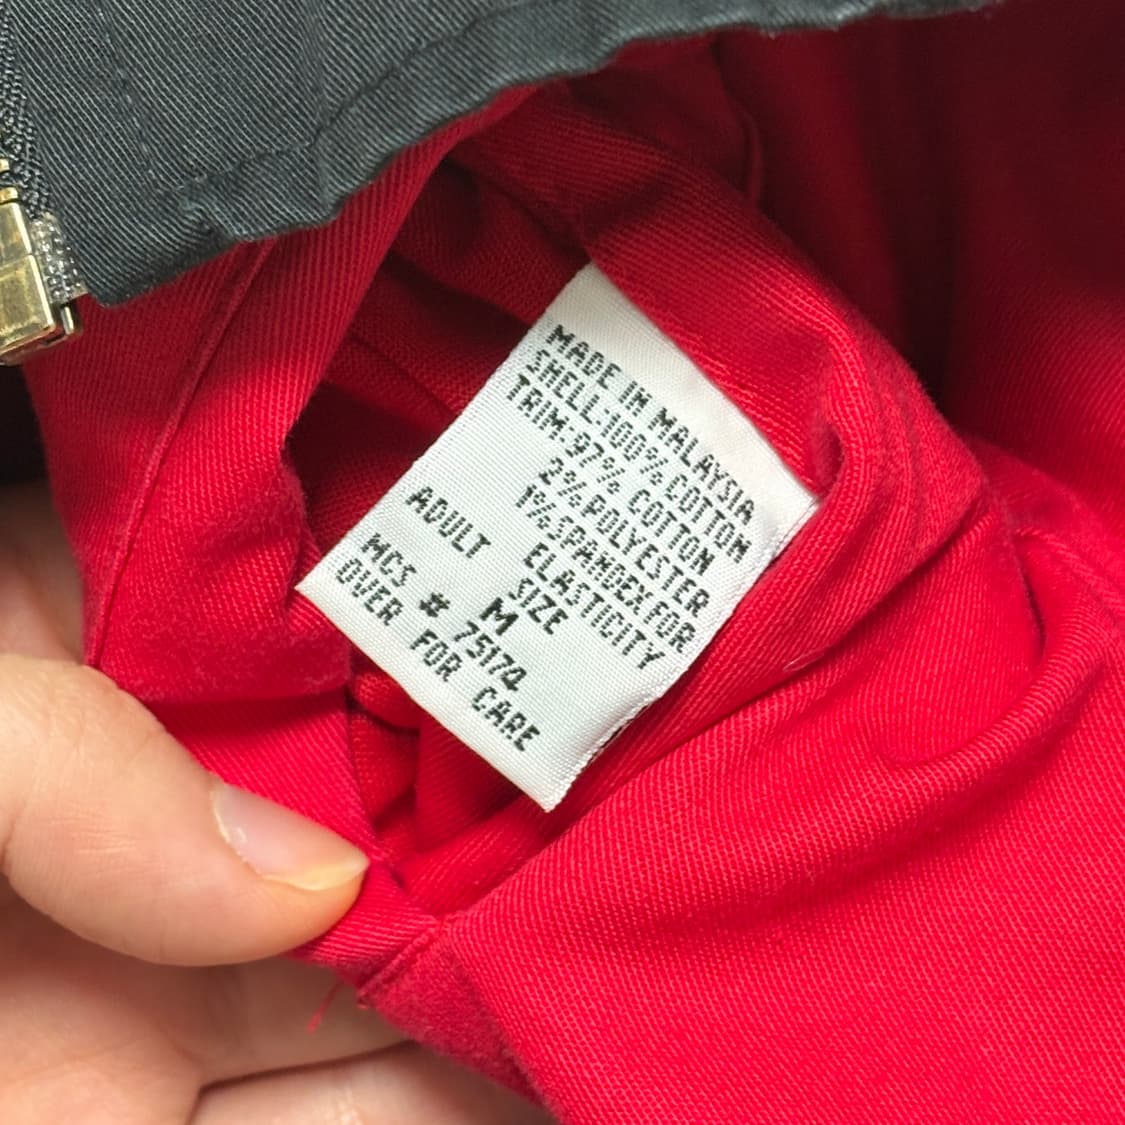 MADE IN MALAYSIA
SHELL:100% COTTON
TRIM:97% COTTON
2% POLYESTER
1% SPANDEX FOR
ELASTICITY
SIZE
ADULT M
MCS # 75174
OVER FOR CARE